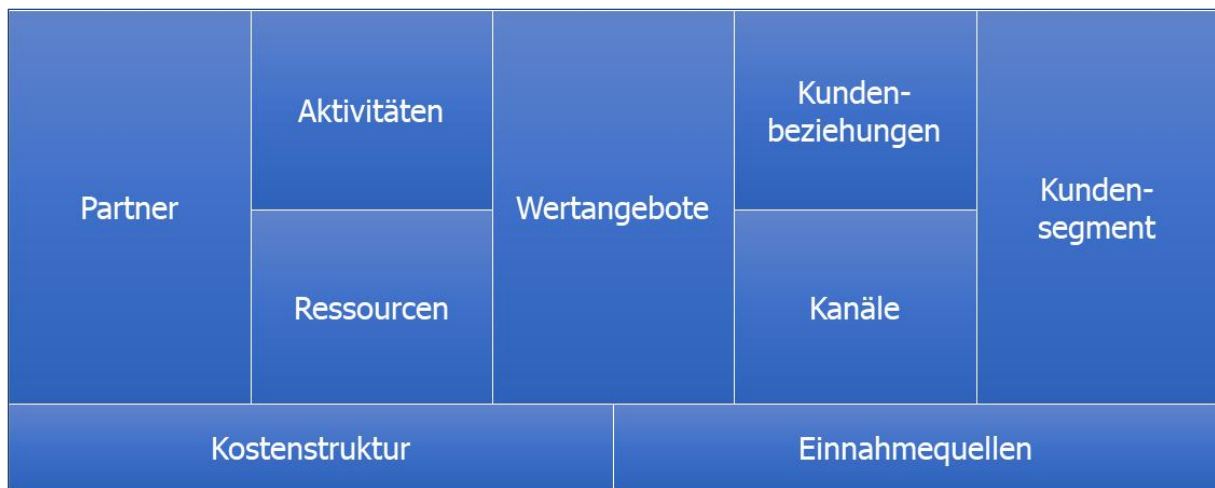 Partner
Aktivitäten
Ressourcen
Wertangebote
Kunden-
beziehungen
Kanäle
Kunden-
segment
Kostenstruktur
Einnahmequellen